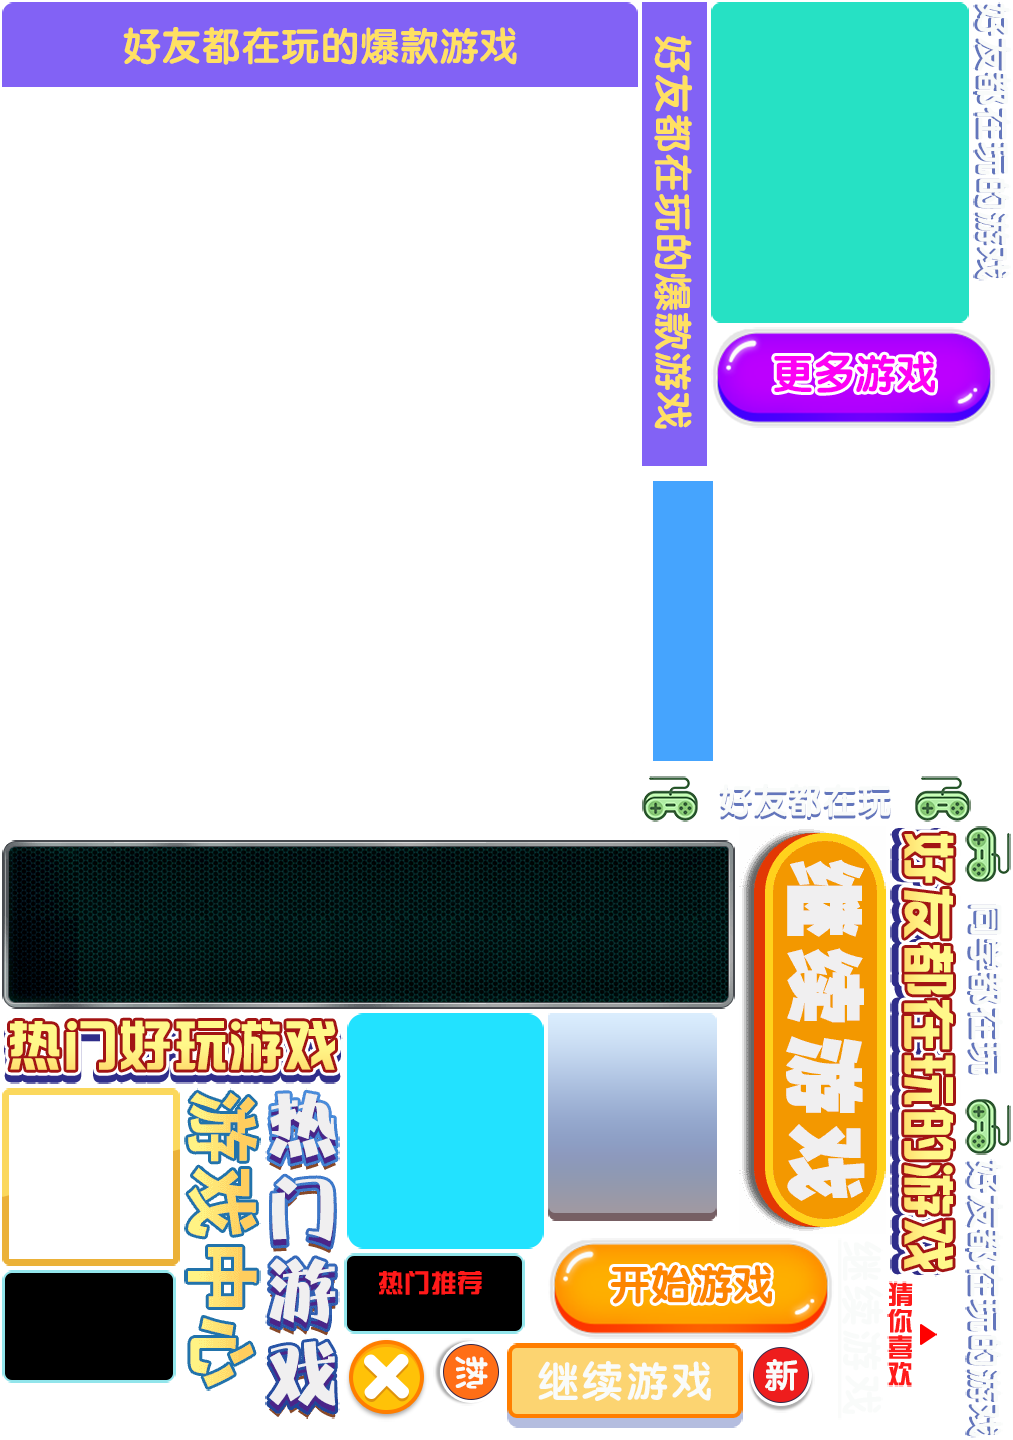 好友都在玩的爆款游戏
好友都在玩的爆款游戏
好友都在玩的游戏
更多游戏
好友都在玩
继续游戏
好友都在玩的游戏
同学都在玩
热门好玩游戏
游戏中心
热门游戏
热门推荐
开始游戏
继续游戏
猜你喜欢
好友都在玩的游戏
游
继续游戏
新